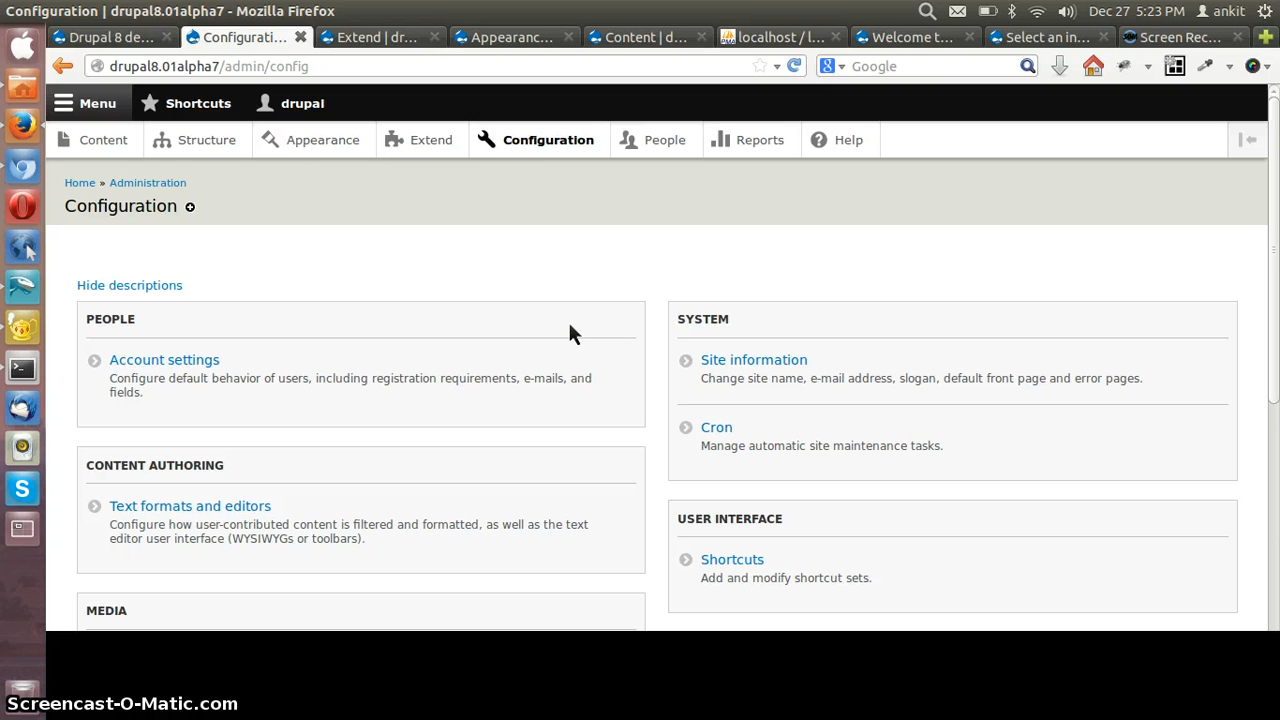 Configuration | drupal8.01alpha7 - Mozilla Firefox
Dec 27 5:23 PM
ankit
Drupal 8 de...
Configurati...
Extend | dr...
Appearanc...
Content | d...
localhost / l...
Welcome t...
Select an in...
Screen Rec...
drupal8.01alpha7/admin/config
Google
Menu
Shortcuts
drupal
Content
Structure
Appearance
Extend
Configuration
People
Reports
Help
Home » Administration
Configuration
Hide descriptions
PEOPLE
Account settings
Configure default behavior of users, including registration requirements, e-mails, and
fields.
CONTENT AUTHORING
Text formats and editors
Configure how user-contributed content is filtered and formatted, as well as the text
editor user interface (WYSIWYGs or toolbars).
MEDIA
SYSTEM
Site information
Change site name, e-mail address, slogan, default front page and error pages.
Cron
Manage automatic site maintenance tasks.
USER INTERFACE
Shortcuts
Add and modify shortcut sets.
Screencast-O-Matic.com